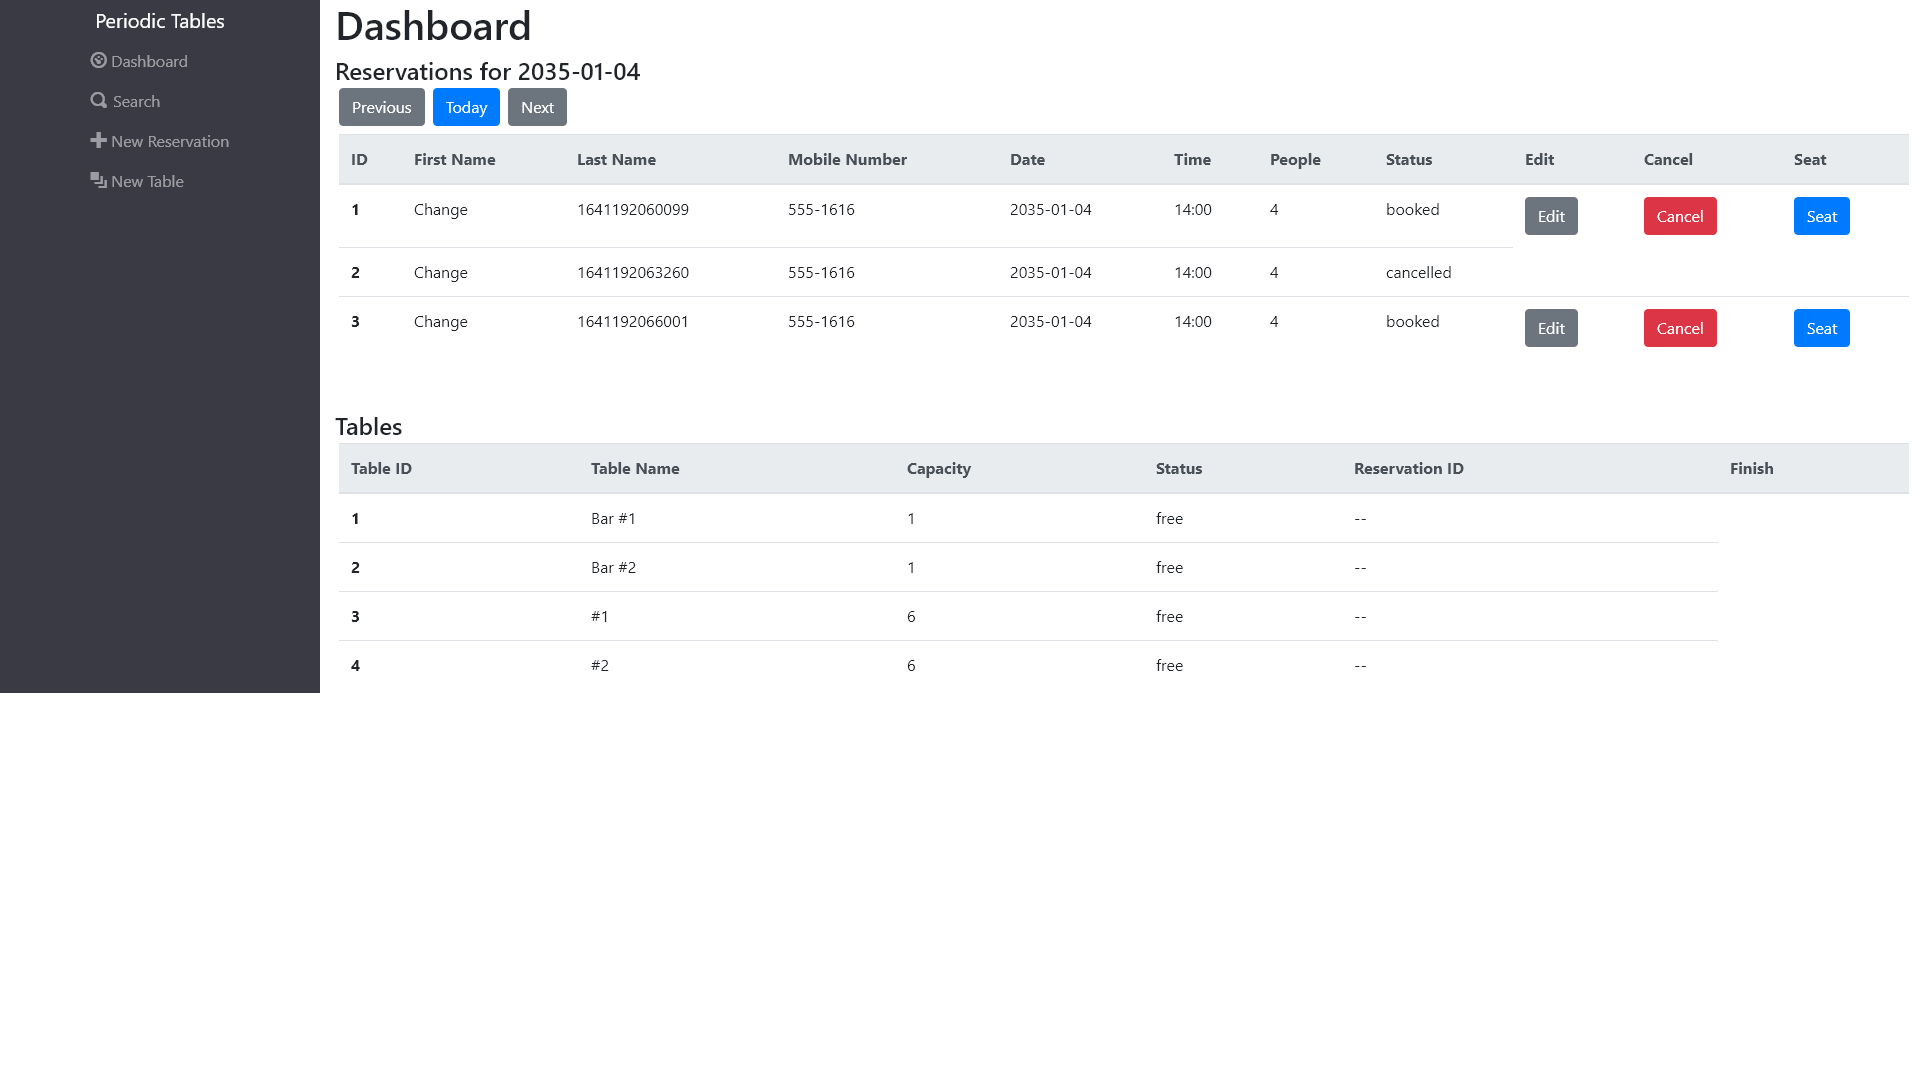 Periodic Tables
Dashboard
Search
New Reservation
New Table
Dashboard
Reservations for 2035-01-04
Previous Today Next
ID First Name Last Name Mobile Number Date Time People Status Edit Cancel Seat
1 Change 1641192060099 555-1616 2035-01-04 14:00 4 booked Edit Cancel Seat
2 Change 1641192063260 555-1616 2035-01-04 14:00 4 cancelled
3 Change 1641192066001 555-1616 2035-01-04 14:00 4 booked Edit Cancel Seat
Tables
Table ID Table Name Capacity Status Reservation ID Finish
1 Bar #1 1 free --
2 Bar #2 1 free --
3 #1 6 free --
4 #2 6 free --